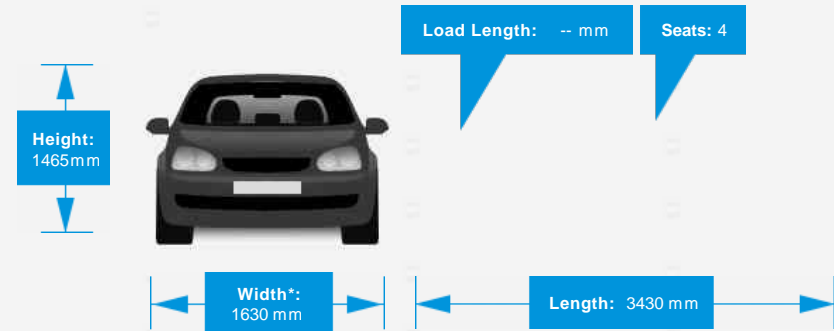 Load Length: -- mm
Seats: 4
Height:
1465mm
Width*:
1630 mm
Length: 3430 mm